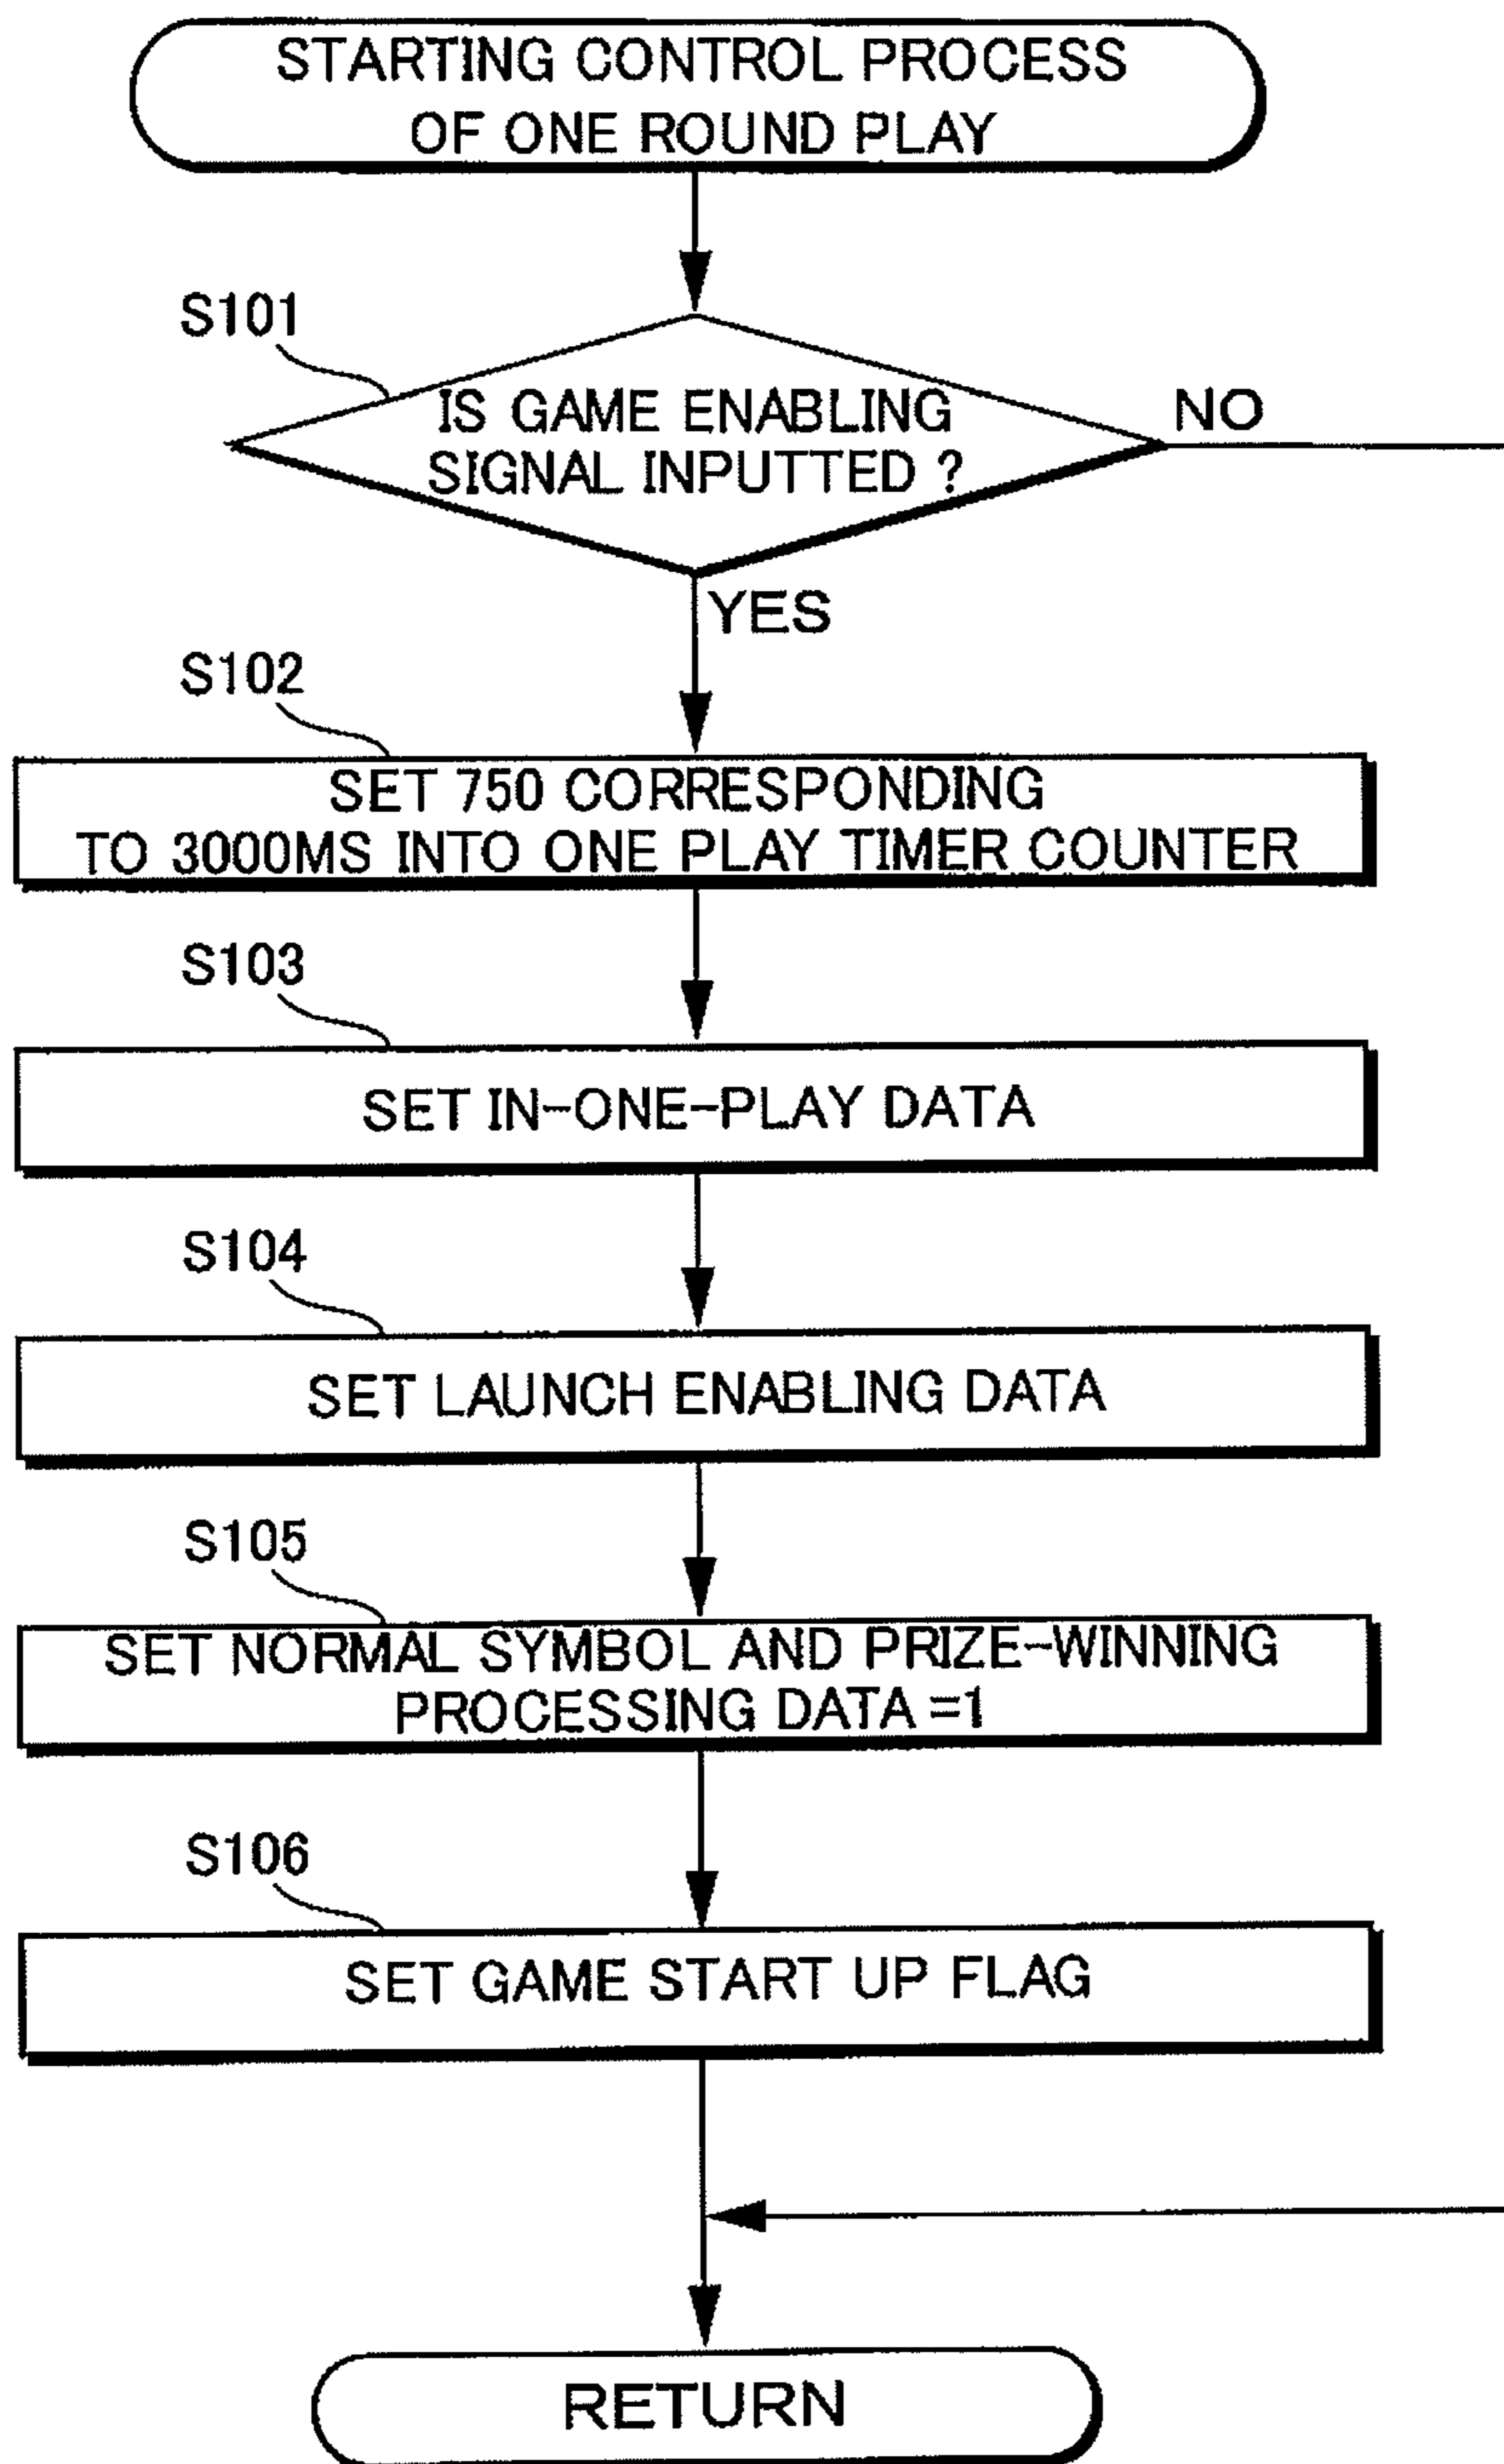 STARTING CONTROL PROCESS
OF ONE ROUND PLAY
S101
IS GAME ENABLING
SIGNAL INPUTTED ?
NO
YES
S102
SET 750 CORRESPONDING
TO 3000MS INTO ONE PLAY TIMER COUNTER
S103
SET IN-ONE-PLAY DATA
S104
SET LAUNCH ENABLING DATA
S105
SET NORMAL SYMBOL AND PRIZE-WINNING
PROCESSING DATA =1
S106
SET GAME START UP FLAG
RETURN